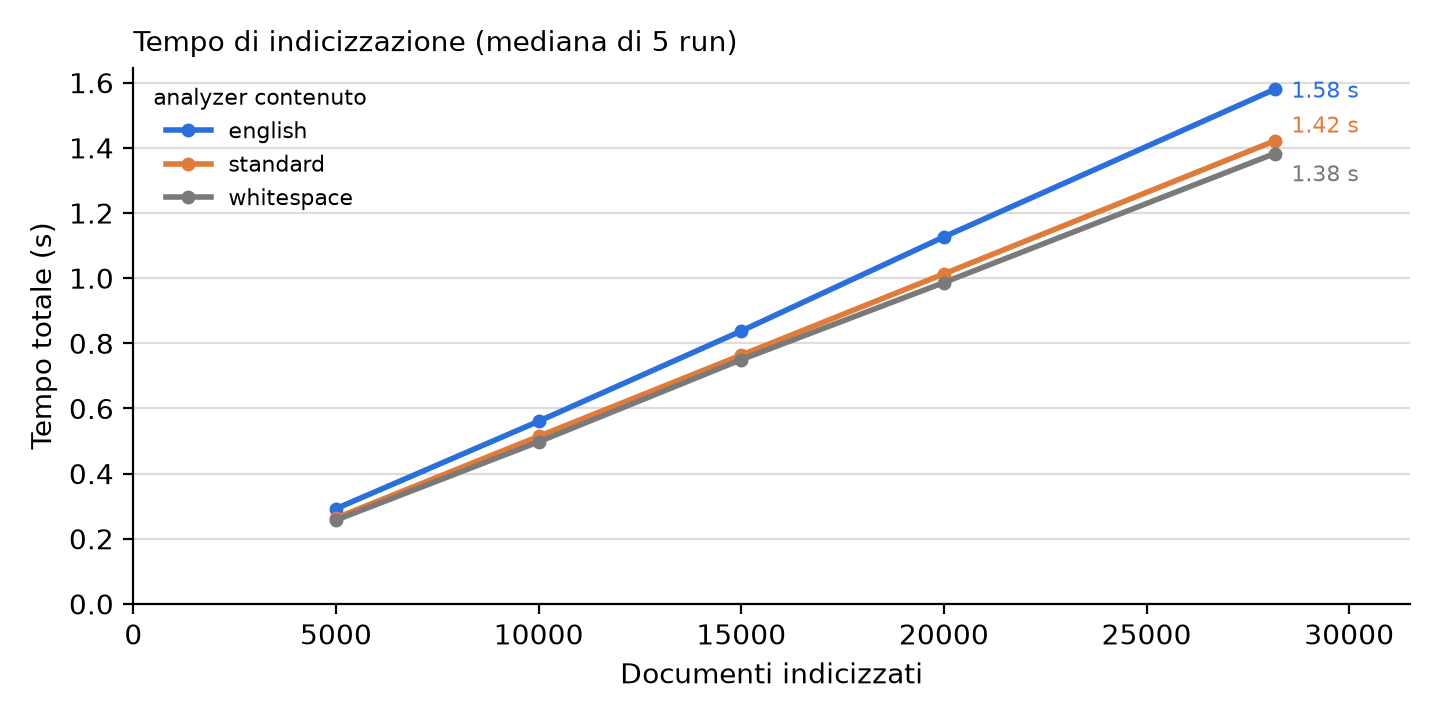 Tempo di indicizzazione (mediana di 5 run)
analyzer contenuto
english
standard
whitespace
1.58 s
1.42 s
1.38 s
Tempo totale (s)
1.6
1.4
1.2
1.0
0.8
0.6
0.4
0.2
0.0
0
5000
10000
15000
20000
25000
30000
Documenti indicizzati